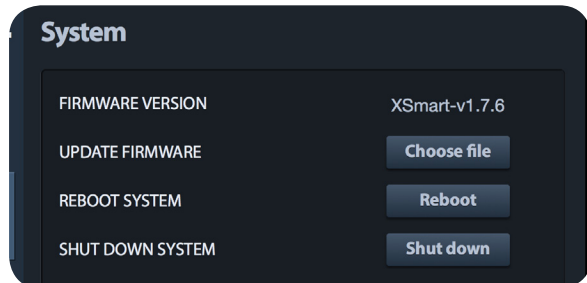 System
FIRMWARE VERSION XSmart-v1.7.6
UPDATE FIRMWARE Choose file
REBOOT SYSTEM Reboot
SHUT DOWN SYSTEM Shut down